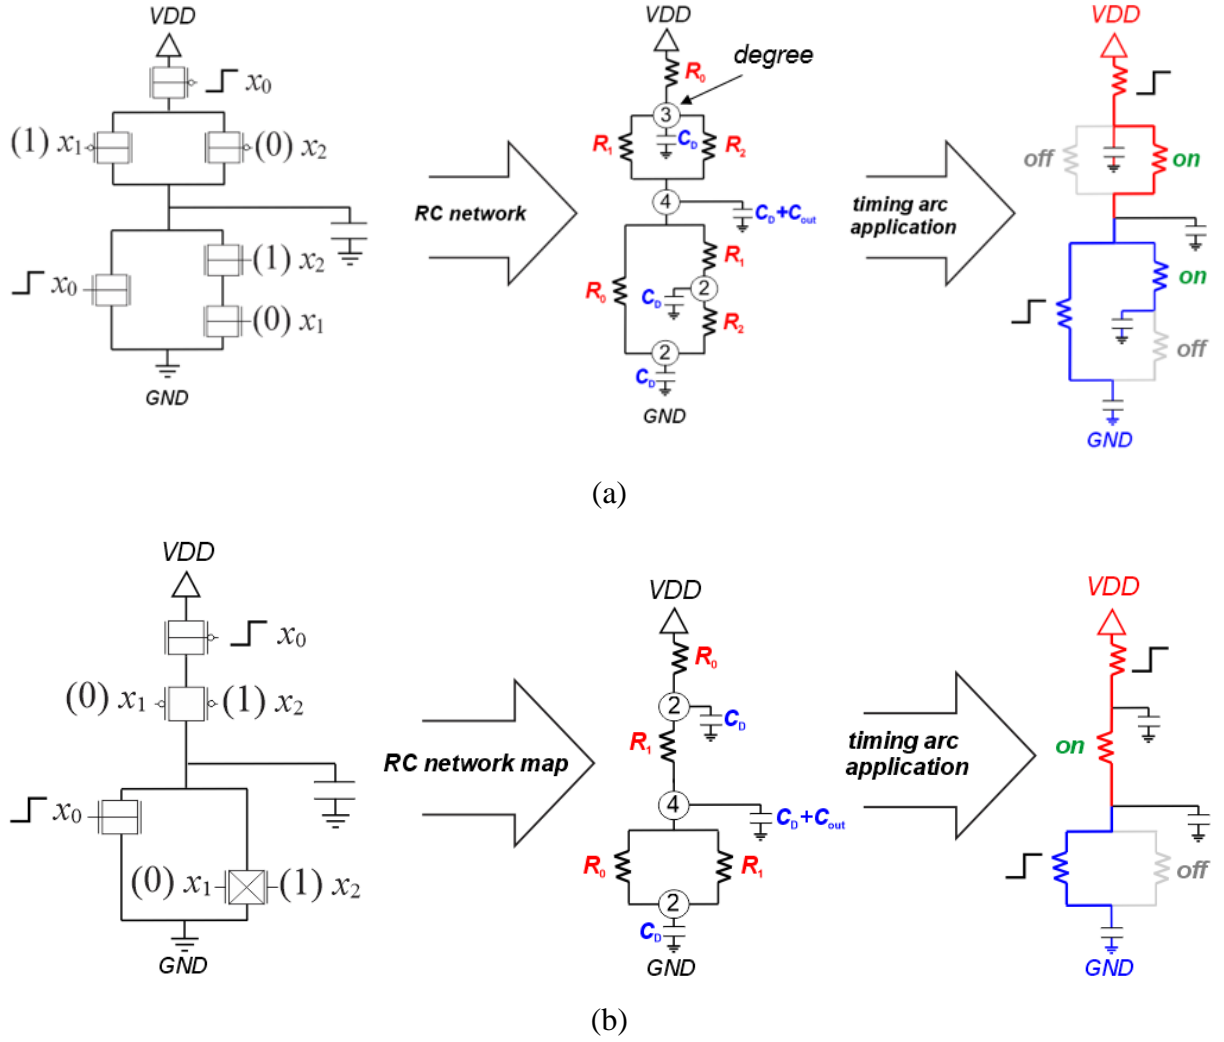 VDD
x0
(1) x1
(0) x2
x0
(1) x2
(0) x1
GND
RC network
VDD
degree
R0
3
CD
R1
R2
4
CD+Cout
R1
R0
2
CD
R2
2
CD
GND
timing arc
application
VDD
off
on
on
off
GND
(a)
VDD
x0
(0) x1
(1) x2
x0
(0) x1
(1) x2
GND
RC network map
VDD
R0
2
CD
R1
4
CD+Cout
R0
R1
2
CD
GND
timing arc
application
VDD
on
off
GND
(b)